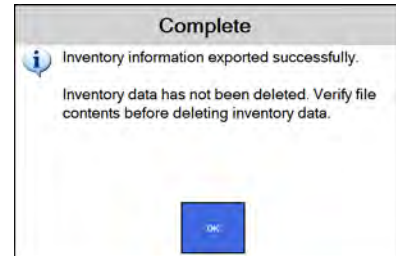 Complete
Inventory information exported successfully.
Inventory data has not been deleted. Verify file
contents before deleting inventory data.
OK